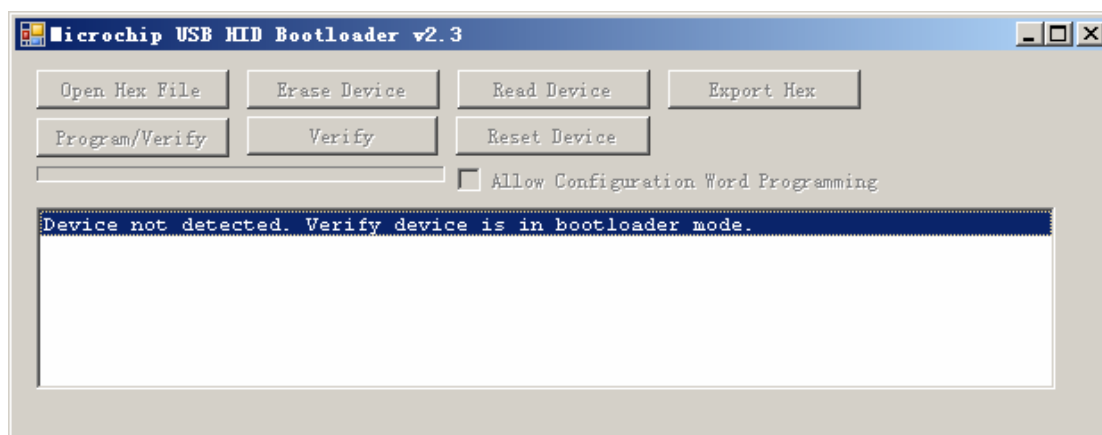 Microchip USB HID Bootloader v2.3
Open Hex File Erase Device Read Device Export Hex
Program/Verify Verify Reset Device
Allow Configuration Word Programming
Device not detected. Verify device is in bootloader mode.